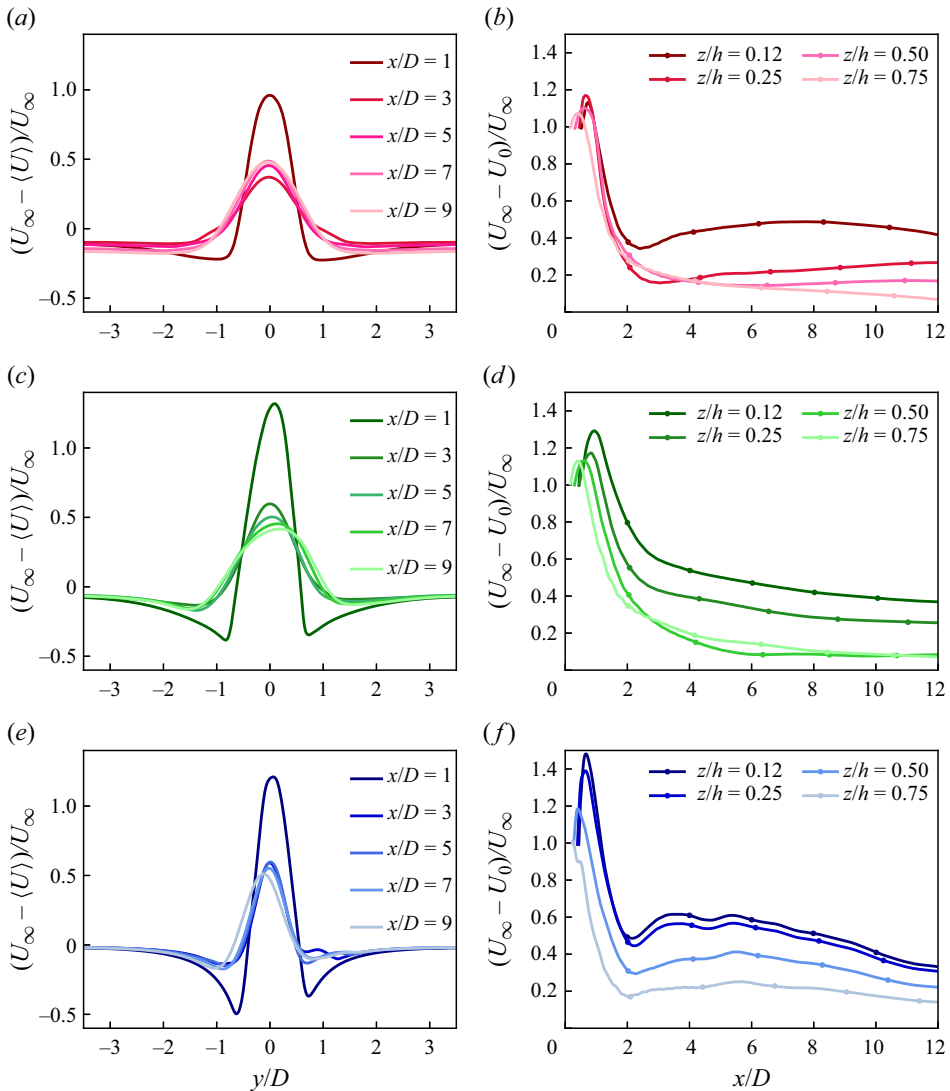 (a)
(U∞ − ⟨U⟩)/U∞
1.0
0.5
0
−0.5
−3 −2 −1 0 1 2 3
x/D = 1
x/D = 3
x/D = 5
x/D = 7
x/D = 9
(b)
(U∞ − U0)/U∞
1.4
1.2
1.0
0.8
0.6
0.4
0.2
0 2 4 6 8 10 12
z/h = 0.12 z/h = 0.50
z/h = 0.25 z/h = 0.75
(c)
(U∞ − ⟨U⟩)/U∞
1.0
0.5
0
−0.5
−3 −2 −1 0 1 2 3
x/D = 1
x/D = 3
x/D = 5
x/D = 7
x/D = 9
(d)
(U∞ − U0)/U∞
1.4
1.2
1.0
0.8
0.6
0.4
0.2
0 2 4 6 8 10 12
z/h = 0.12 z/h = 0.50
z/h = 0.25 z/h = 0.75
(e)
(U∞ − ⟨U⟩)/U∞
1.0
0.5
0
−0.5
−3 −2 −1 0 1 2 3
y/D
x/D = 1
x/D = 3
x/D = 5
x/D = 7
x/D = 9
(f)
(U∞ − U0)/U∞
1.4
1.2
1.0
0.8
0.6
0.4
0.2
0 2 4 6 8 10 12
x/D
z/h = 0.12 z/h = 0.50
z/h = 0.25 z/h = 0.75